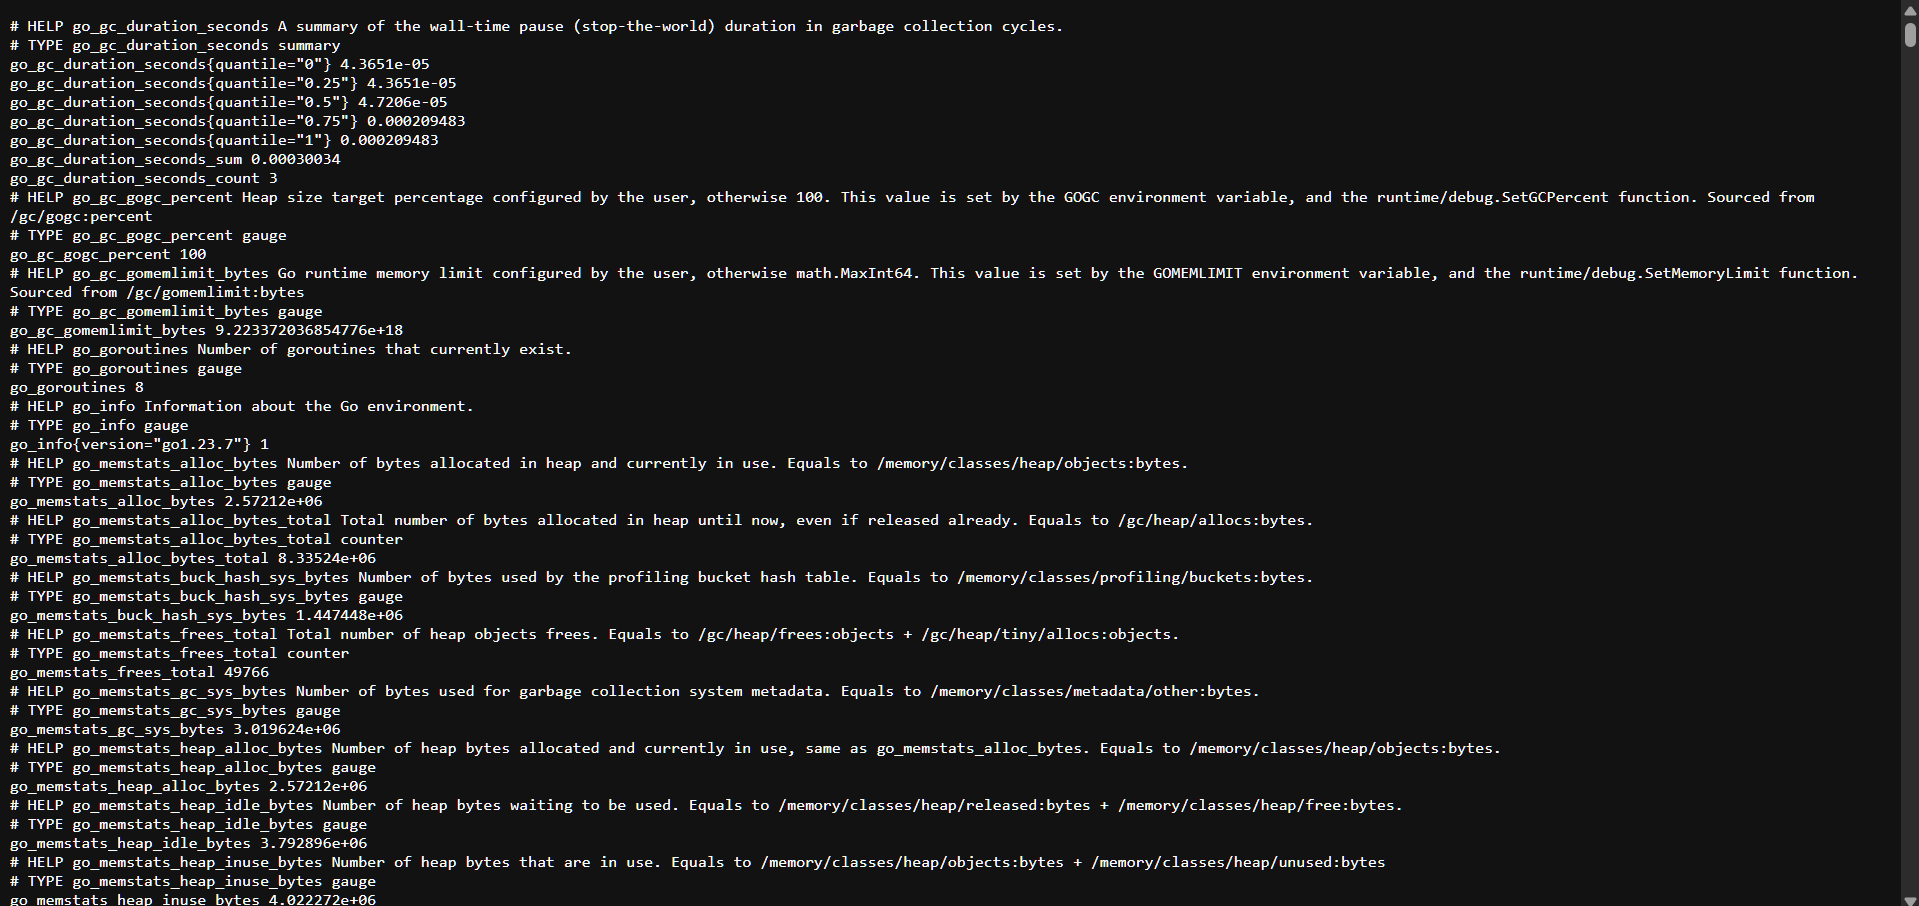 # HELP go_gc_duration_seconds A summary of the wall-time pause (stop-the-world) duration in garbage collection cycles.
# TYPE go_gc_duration_seconds summary
go_gc_duration_seconds{quantile="0"} 4.3651e-05
go_gc_duration_seconds{quantile="0.25"} 4.3651e-05
go_gc_duration_seconds{quantile="0.5"} 4.7206e-05
go_gc_duration_seconds{quantile="0.75"} 0.000209483
go_gc_duration_seconds{quantile="1"} 0.000209483
go_gc_duration_seconds_sum 0.00030034
go_gc_duration_seconds_count 3
# HELP go_gc_gogc_percent Heap size target percentage configured by the user, otherwise 100. This value is set by the GOGC environment variable, and the runtime/debug.SetGCPercent function. Sourced from
/gc/gogc:percent
# TYPE go_gc_gogc_percent gauge
go_gc_gogc_percent 100
# HELP go_gc_gomemlimit_bytes Go runtime memory limit configured by the user, otherwise math.MaxInt64. This value is set by the GOMEMLIMIT environment variable, and the runtime/debug.SetMemoryLimit function.
Sourced from /gc/gomemlimit:bytes
# TYPE go_gc_gomemlimit_bytes gauge
go_gc_gomemlimit_bytes 9.223372036854776e+18
# HELP go_goroutines Number of goroutines that currently exist.
# TYPE go_goroutines gauge
go_goroutines 8
# HELP go_info Information about the Go environment.
# TYPE go_info gauge
go_info{version="go1.23.7"} 1
# HELP go_memstats_alloc_bytes Number of bytes allocated in heap and currently in use. Equals to /memory/classes/heap/objects:bytes.
# TYPE go_memstats_alloc_bytes gauge
go_memstats_alloc_bytes 2.57212e+06
# HELP go_memstats_alloc_bytes_total Total number of bytes allocated in heap until now, even if released already. Equals to /gc/heap/allocs:bytes.
# TYPE go_memstats_alloc_bytes_total counter
go_memstats_alloc_bytes_total 8.33524e+06
# HELP go_memstats_buck_hash_sys_bytes Number of bytes used by the profiling bucket hash table. Equals to /memory/classes/profiling/buckets:bytes.
# TYPE go_memstats_buck_hash_sys_bytes gauge
go_memstats_buck_hash_sys_bytes 1.447448e+06
# HELP go_memstats_frees_total Total number of heap objects frees. Equals to /gc/heap/frees:objects + /gc/heap/tiny/allocs:objects.
# TYPE go_memstats_frees_total counter
go_memstats_frees_total 49766
# HELP go_memstats_gc_sys_bytes Number of bytes used for garbage collection system metadata. Equals to /memory/classes/metadata/other:bytes.
# TYPE go_memstats_gc_sys_bytes gauge
go_memstats_gc_sys_bytes 3.019624e+06
# HELP go_memstats_heap_alloc_bytes Number of heap bytes allocated and currently in use, same as go_memstats_alloc_bytes. Equals to /memory/classes/heap/objects:bytes.
# TYPE go_memstats_heap_alloc_bytes gauge
go_memstats_heap_alloc_bytes 2.57212e+06
# HELP go_memstats_heap_idle_bytes Number of heap bytes waiting to be used. Equals to /memory/classes/heap/released:bytes + /memory/classes/heap/free:bytes.
# TYPE go_memstats_heap_idle_bytes gauge
go_memstats_heap_idle_bytes 3.792896e+06
# HELP go_memstats_heap_inuse_bytes Number of heap bytes that are in use. Equals to /memory/classes/heap/objects:bytes + /memory/classes/heap/unused:bytes
# TYPE go_memstats_heap_inuse_bytes gauge
go_memstats_heap_inuse_bytes 4.022272e+06